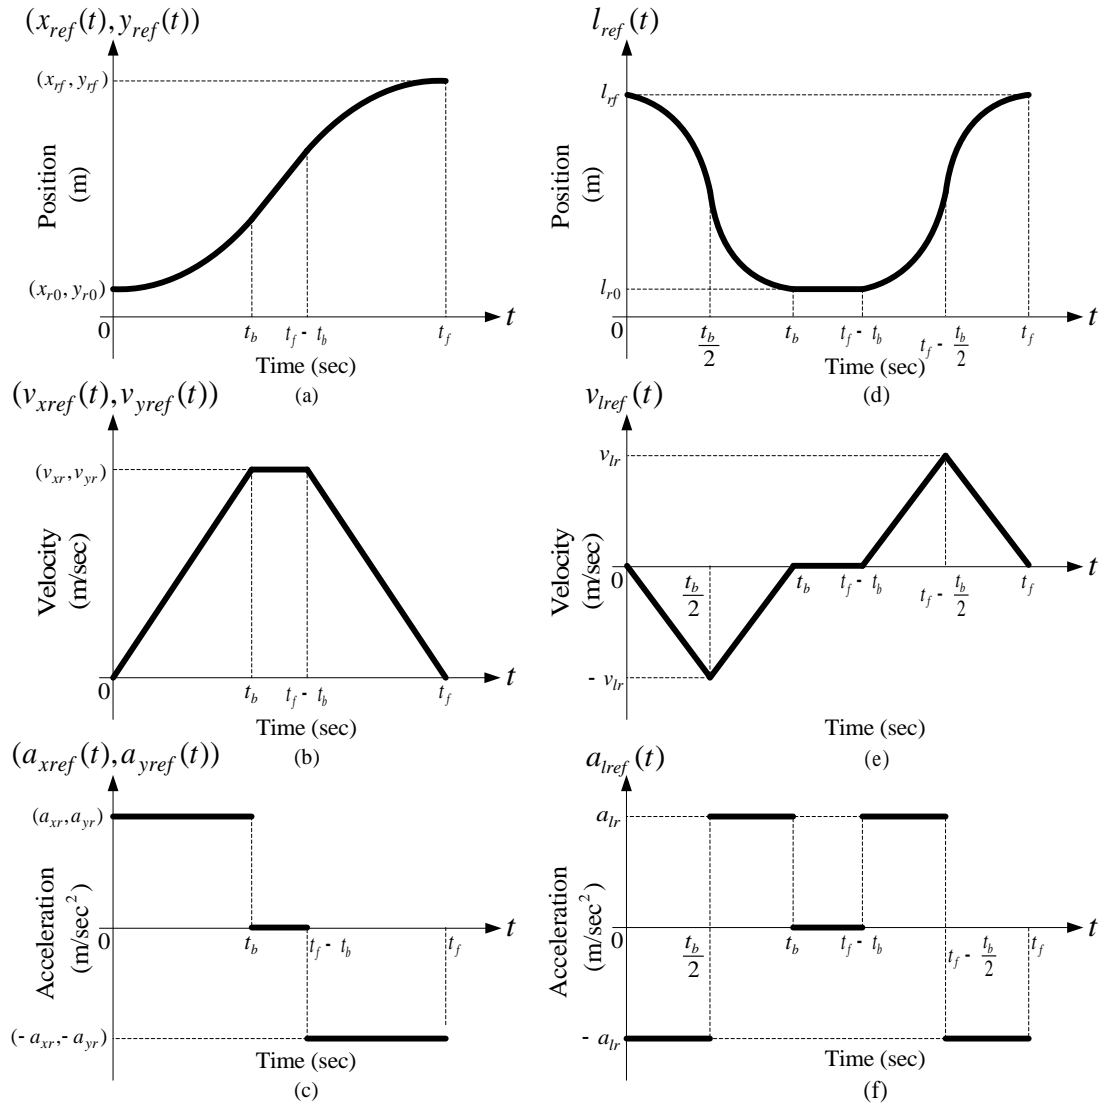 (x_ref(t), y_ref(t))
(x_rf, y_rf)
Position
(m)
(x_r0, y_r0)
0
t_b
t_f - t_b
t_f
t
Time (sec)
(a)
l_ref(t)
l_rf
Position
(m)
l_r0
0
t_b/2
t_b
t_f - t_b
t_f - t_b/2
t_f
t
Time (sec)
(d)
(v_xref(t), v_yref(t))
(v_xr, v_yr)
Velocity
(m/sec)
0
t_b
t_f - t_b
t_f
t
Time (sec)
(b)
v_lref(t)
v_lr
Velocity
(m/sec)
0
t_b/2
t_b
t_f - t_b
t_f - t_b/2
t_f
t
- v_lr
Time (sec)
(e)
(a_xref(t), a_yref(t))
(a_xr, a_yr)
Acceleration
(m/sec²)
0
t_b
t_f - t_b
t_f
t
(- a_xr, - a_yr)
Time (sec)
(c)
a_lref(t)
a_lr
Acceleration
(m/sec²)
0
t_b/2
t_b
t_f - t_b
t_f - t_b/2
t_f
t
- a_lr
Time (sec)
(f)